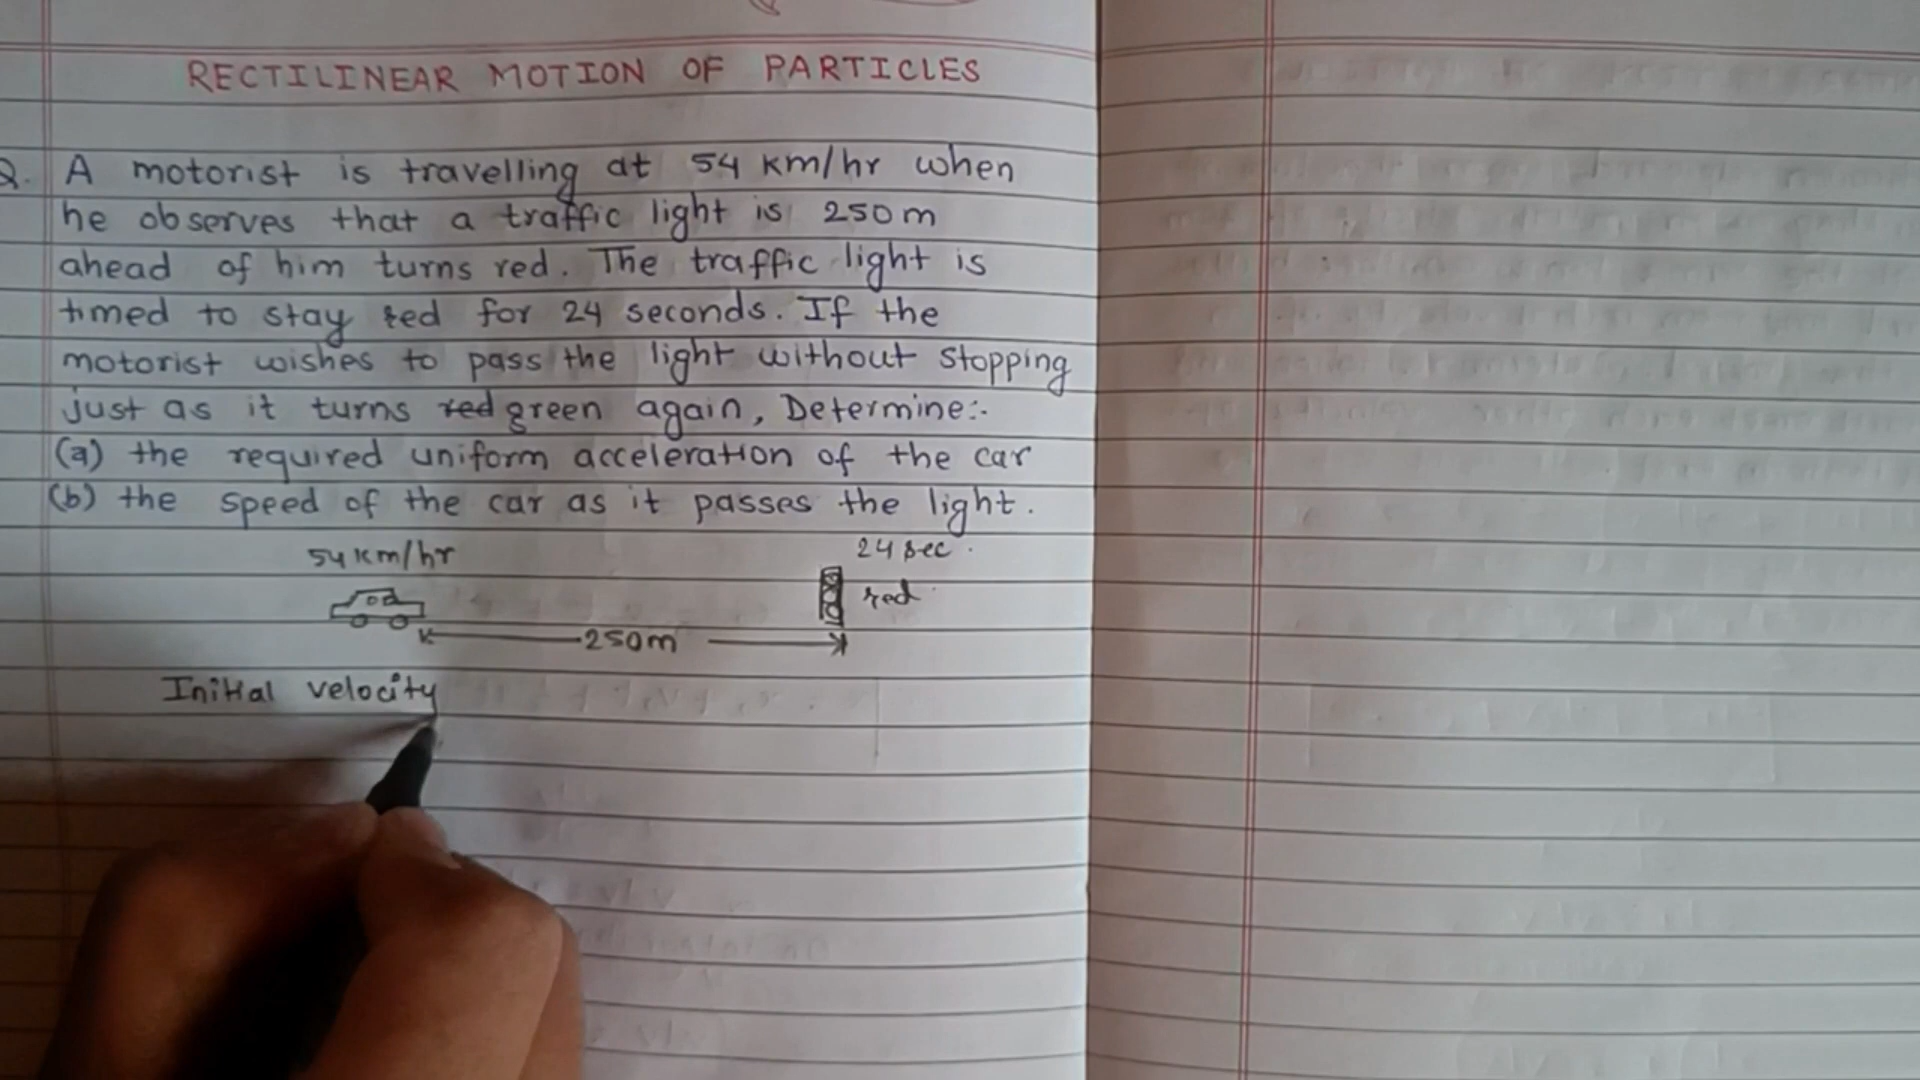 RECTILINEAR MOTION OF PARTICLES
Q. A motorist is travelling at 54 km/hr when
he observes that a traffic light is 250m
ahead of him turns red. The traffic light is
timed to stay red for 24 seconds. If the
motorist wishes to pass the light without stopping
just as it turns red green again, Determine:-
(a) the required uniform acceleration of the car
(b) the speed of the car as it passes the light.
54 km/hr 24 sec.
red
250m
Initial velocity